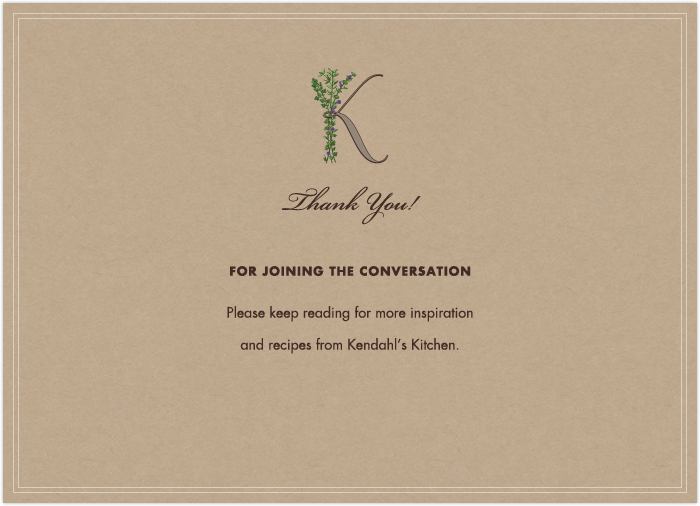 K
Thank You!
FOR JOINING THE CONVERSATION
Please keep reading for more inspiration
and recipes from Kendahl's Kitchen.